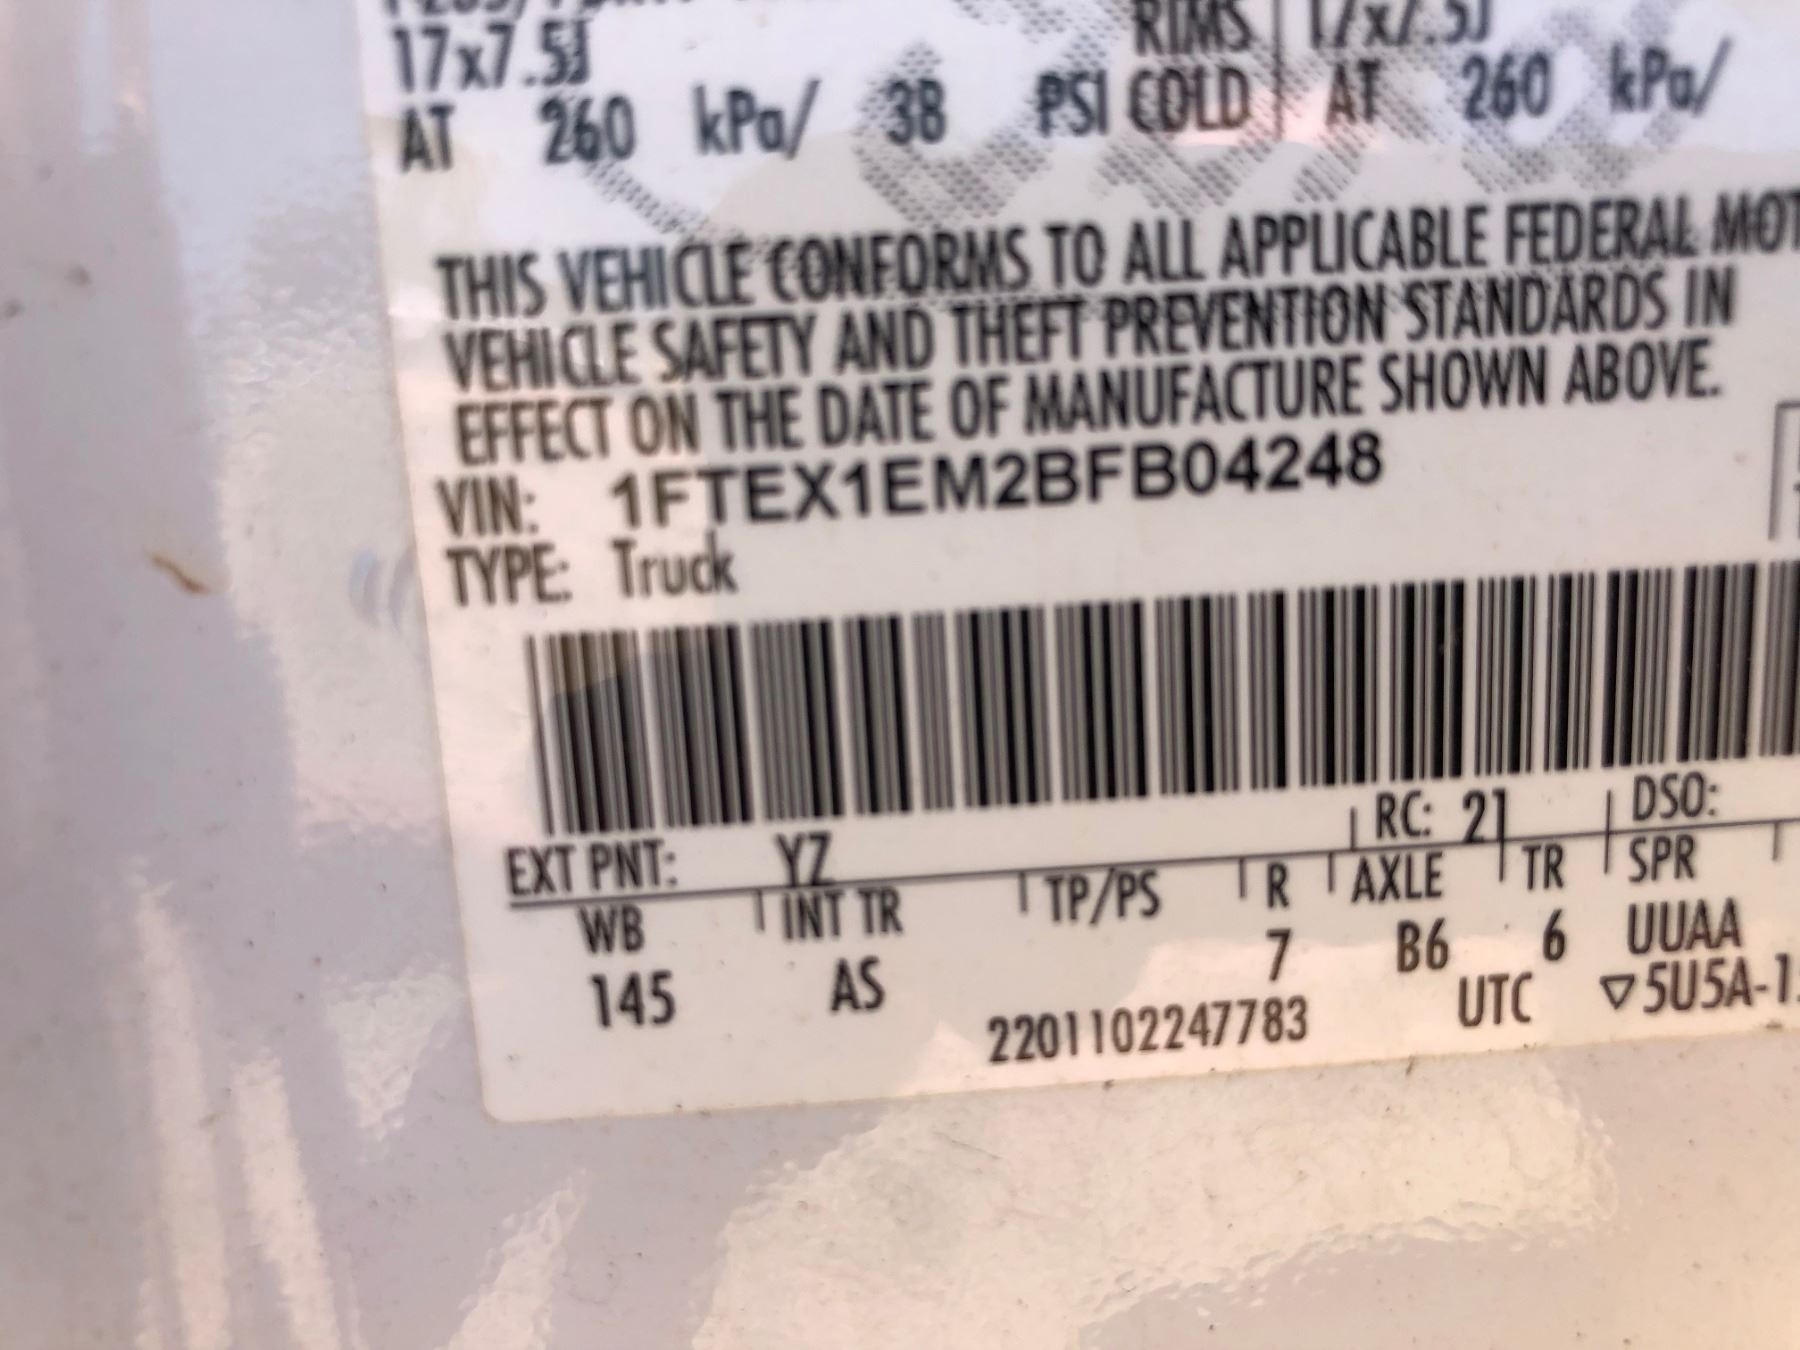 17x7.5J
RIMS 17x7.5J
AT 260 kPa/ 38 PSI COLD AT 260 kPa/
THIS VEHICLE CONFORMS TO ALL APPLICABLE FEDERAL MOT
VEHICLE SAFETY AND THEFT PREVENTION STANDARDS IN
EFFECT ON THE DATE OF MANUFACTURE SHOWN ABOVE.
VIN: 1FTEX1EM2BFB04248
TYPE: Truck
EXT PNT: YZ RC: 21 DSO:
WB INT TR TP/PS R AXLE TR SPR
145 AS 7 B6 6 UUAA
2201102247783 UTC ▽5U5A-1